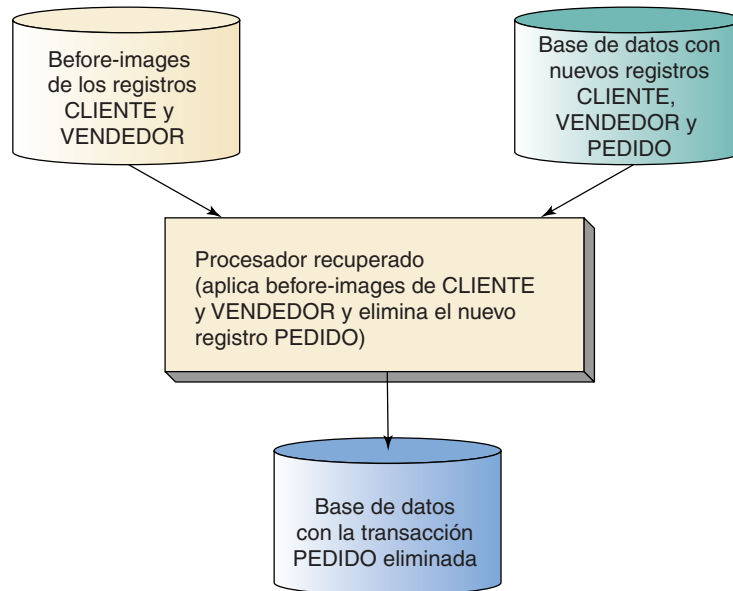 Before-images
de los registros
CLIENTE y
VENDEDOR
Base de datos con
nuevos registros
CLIENTE,
VENDEDOR y
PEDIDO
Procesador recuperado
(aplica before-images de CLIENTE
y VENDEDOR y elimina el nuevo
registro PEDIDO)
Base de datos
con la transacción
PEDIDO eliminada